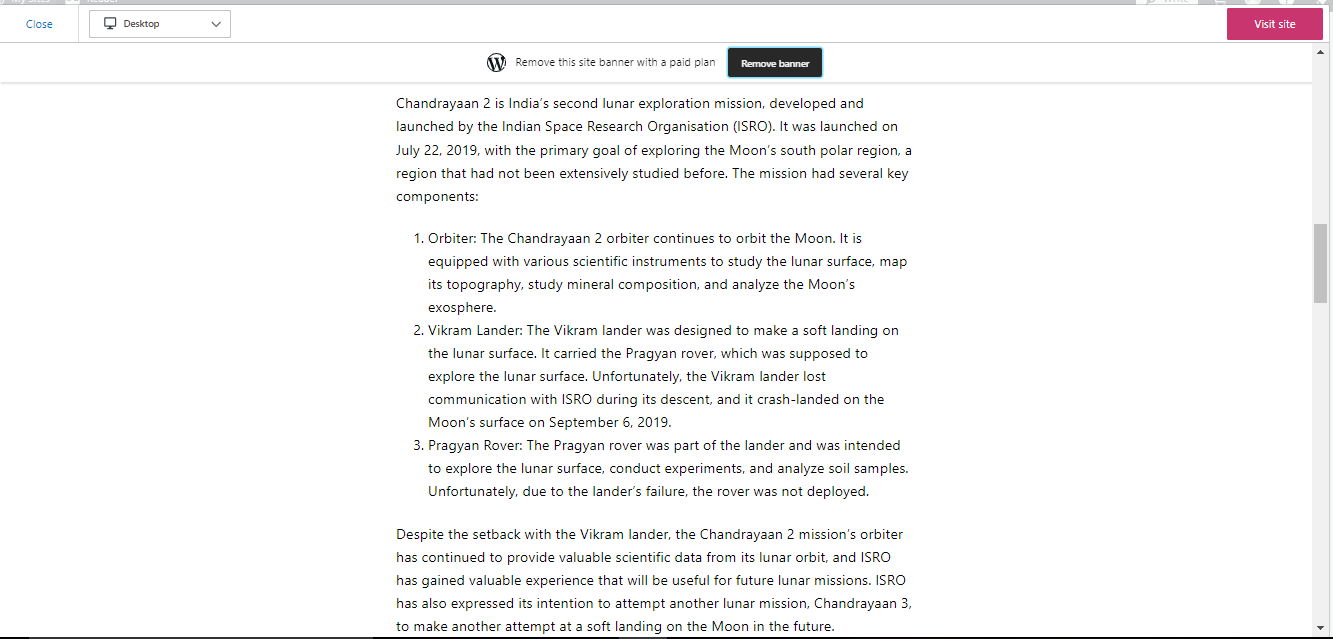 Close
Desktop
Visit site
Remove this site banner with a paid plan
Remove banner
Chandrayaan 2 is India’s second lunar exploration mission, developed and
launched by the Indian Space Research Organisation (ISRO). It was launched on
July 22, 2019, with the primary goal of exploring the Moon’s south polar region, a
region that had not been extensively studied before. The mission had several key
components:
1. Orbiter: The Chandrayaan 2 orbiter continues to orbit the Moon. It is
equipped with various scientific instruments to study the lunar surface, map
its topography, study mineral composition, and analyze the Moon’s
exosphere.
2. Vikram Lander: The Vikram lander was designed to make a soft landing on
the lunar surface. It carried the Pragyan rover, which was supposed to
explore the lunar surface. Unfortunately, the Vikram lander lost
communication with ISRO during its descent, and it crash-landed on the
Moon’s surface on September 6, 2019.
3. Pragyan Rover: The Pragyan rover was part of the lander and was intended
to explore the lunar surface, conduct experiments, and analyze soil samples.
Unfortunately, due to the lander’s failure, the rover was not deployed.
Despite the setback with the Vikram lander, the Chandrayaan 2 mission’s orbiter
has continued to provide valuable scientific data from its lunar orbit, and ISRO
has gained valuable experience that will be useful for future lunar missions. ISRO
has also expressed its intention to attempt another lunar mission, Chandrayaan 3,
to make another attempt at a soft landing on the Moon in the future.